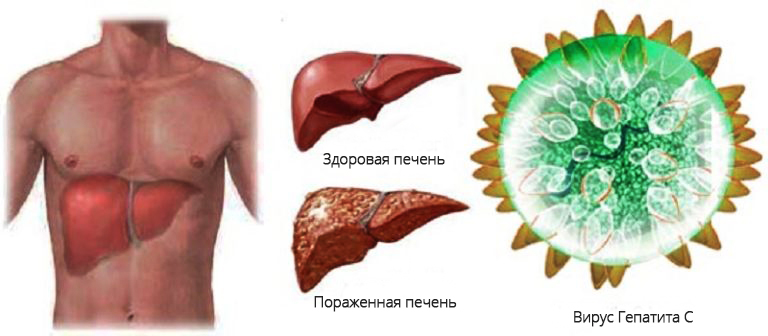 Здоровая печень
Пораженная печень
Вирус Гепатита С